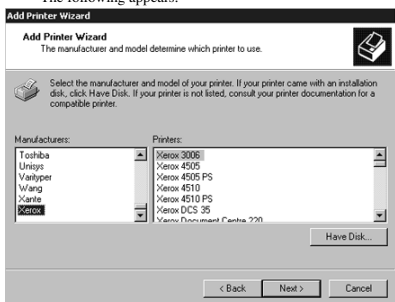 The following appears:
Add Printer Wizard
Add Printer Wizard
The manufacturer and model determine which printer to use.
Select the manufacturer and model of your printer. If your printer came with an installation
disk, click Have Disk. If your printer is not listed, consult your printer documentation for a
compatible printer.
Manufacturers:
Toshiba
Unisys
Varityper
Wang
Xante
Xerox
Printers:
Xerox 3006
Xerox 4505
Xerox 4505 PS
Xerox 4510
Xerox 4510 PS
Xerox DCS 35
Xerox Document Centre 220
Have Disk...
< Back
Next >
Cancel